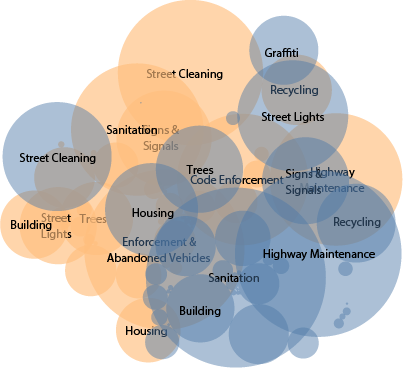 Graffiti
Street Cleaning
Recycling
Street Lights
Sanitation
Signs &
Signals
Street Cleaning
Trees
Code Enforcement
Signs &
Signals
Highway
Maintenance
Housing
Building
Street
Lights
Trees
Recycling
Enforcement &
Abandoned Vehicles
Highway Maintenance
Sanitation
Building
Housing